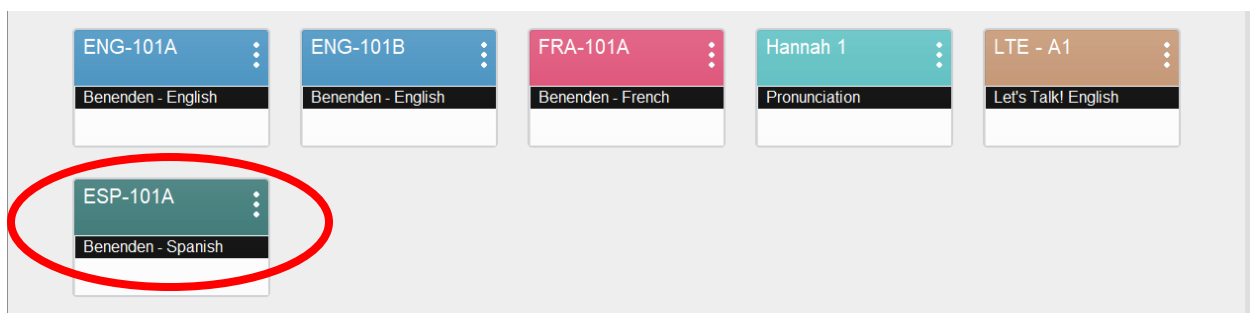 ENG-101A
Benenden - English
ENG-101B
Benenden - English
FRA-101A
Benenden - French
Hannah 1
Pronunciation
LTE - A1
Let's Talk! English
ESP-101A
Benenden - Spanish